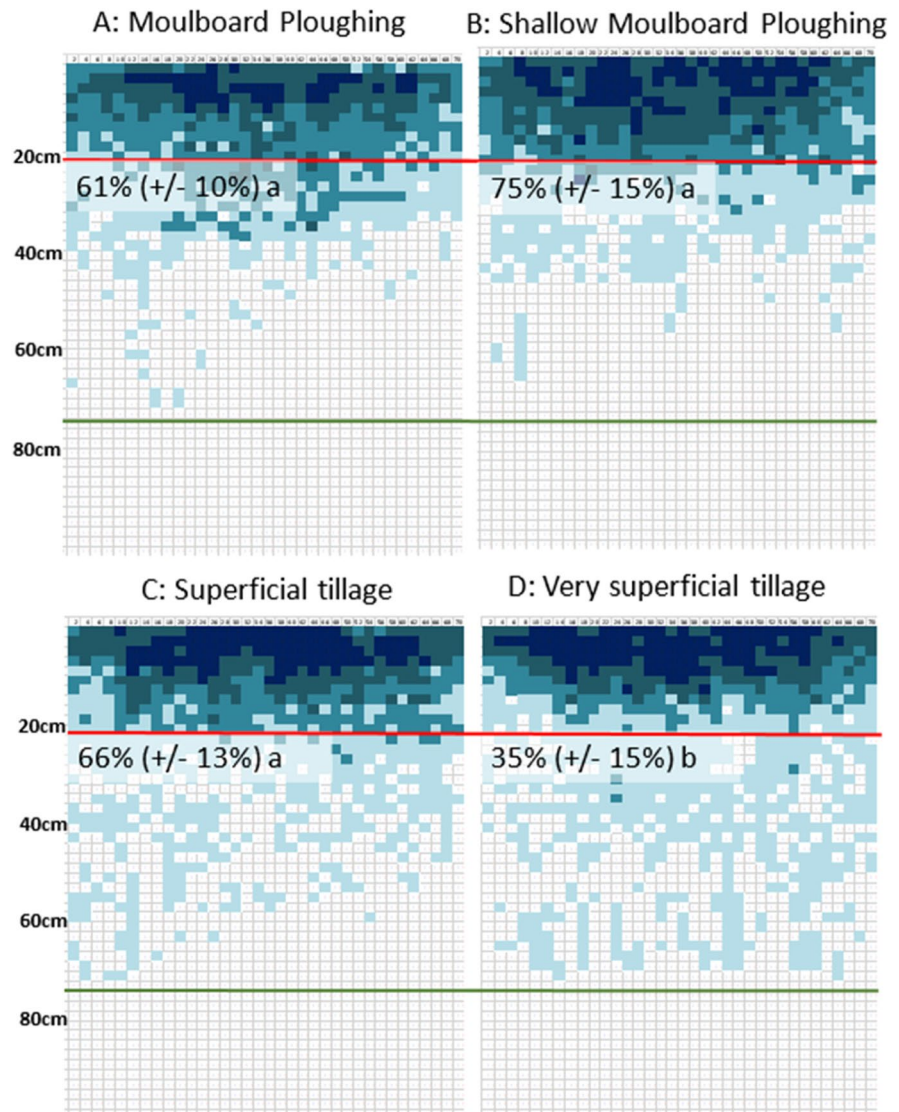 A: Moulboard Ploughing
B: Shallow Moulboard Ploughing
20cm
61% (+/- 10%) a
75% (+/- 15%) a
40cm
60cm
80cm
C: Superficial tillage
D: Very superficial tillage
20cm
66% (+/- 13%) a
35% (+/- 15%) b
40cm
60cm
80cm